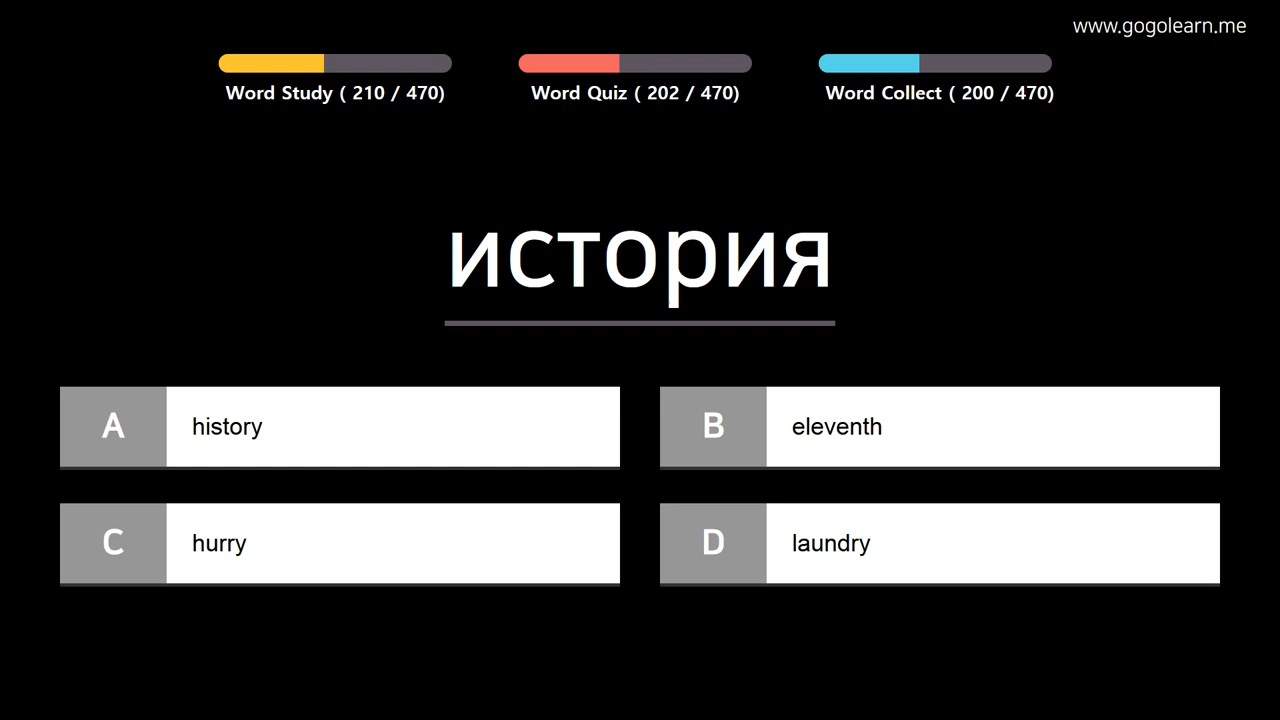 www.gogolearn.me
Word Study ( 210 / 470)
Word Quiz ( 202 / 470)
Word Collect ( 200 / 470)
история
A history
B eleventh
C hurry
D laundry